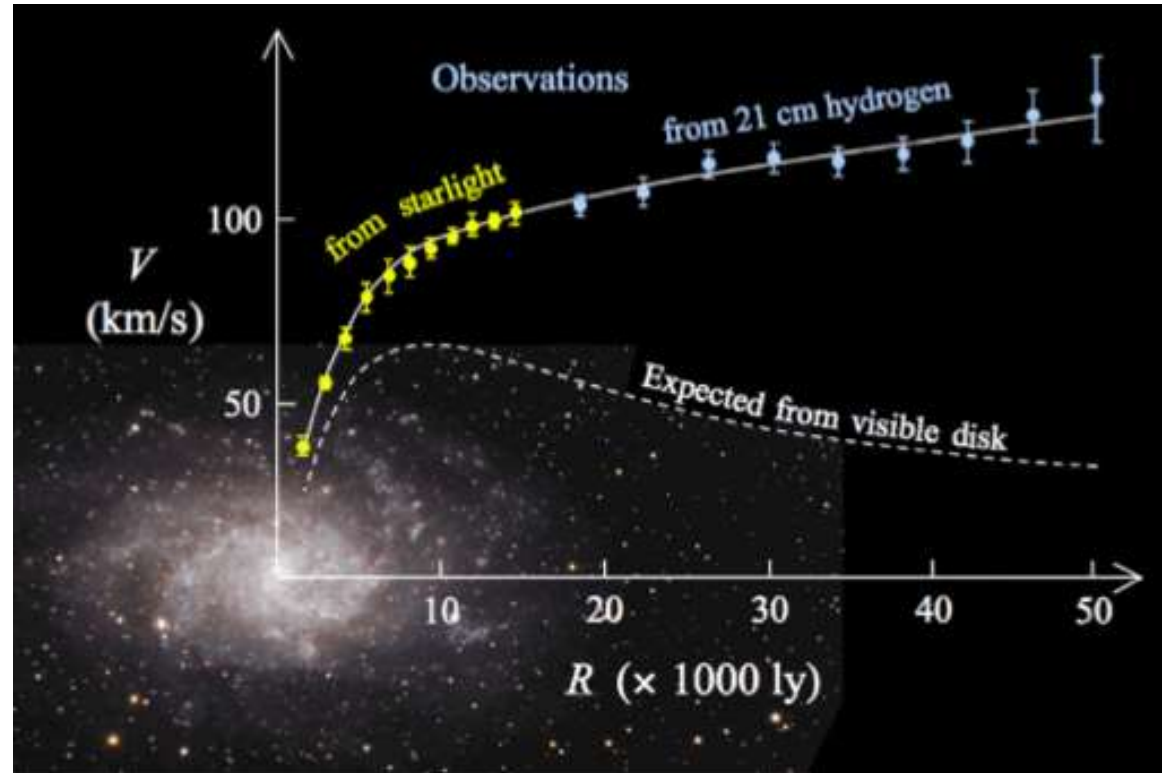 Observations
from 21 cm hydrogen
from starlight
100
V
(km/s)
50
Expected from visible disk
10
20
30
40
50
R (× 1000 ly)